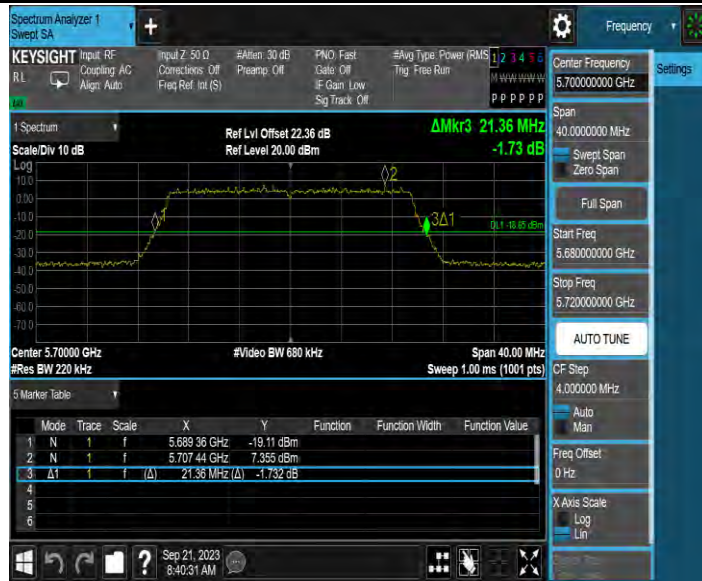 Spectrum Analyzer 1
Swept SA
+
Frequency
KEYSIGHT
Input: RF
Coupling: AC
Align: Auto
Input Z: 50 Ω
Corrections: Off
Freq Ref: Int (S)
#Atten: 30 dB
Preamp: Off
PNO: Fast
Gate: Off
IF Gain: Low
Sig Track: Off
#Avg Type: Power (RMS
Trig: Free Run
1 2 3 4 5 6
M W W W W W
P P P P P P
RL
Center Frequency
5.700000000 GHz
Settings
Span
40.0000000 MHz
Swept Span
Zero Span
Full Span
Start Freq
5.680000000 GHz
Stop Freq
5.720000000 GHz
AUTO TUNE
CF Step
4.000000 MHz
Auto
Man
Freq Offset
0 Hz
X Axis Scale
Log
Lin
1 Spectrum
Scale/Div 10 dB
Ref Lvl Offset 22.36 dB
Ref Level 20.00 dBm
ΔMkr3 21.36 MHz
-1.73 dB
Log
10.0
0.00
-10.0
-20.0
-30.0
-40.0
-50.0
-60.0
-70.0
1
2
3Δ1
DL1 -18.65 dBm
Center 5.70000 GHz
#Res BW 220 kHz
#Video BW 680 kHz
Span 40.00 MHz
Sweep 1.00 ms (1001 pts)
5 Marker Table
Mode Trace Scale X Y Function Function Width Function Value
1 N 1 f 5.689 36 GHz -19.11 dBm
2 N 1 f 5.707 44 GHz 7.355 dBm
3 Δ1 1 f (Δ) 21.36 MHz (Δ) -1.732 dB
4
5
6
?
Sep 21, 2023
8:40:31 AM